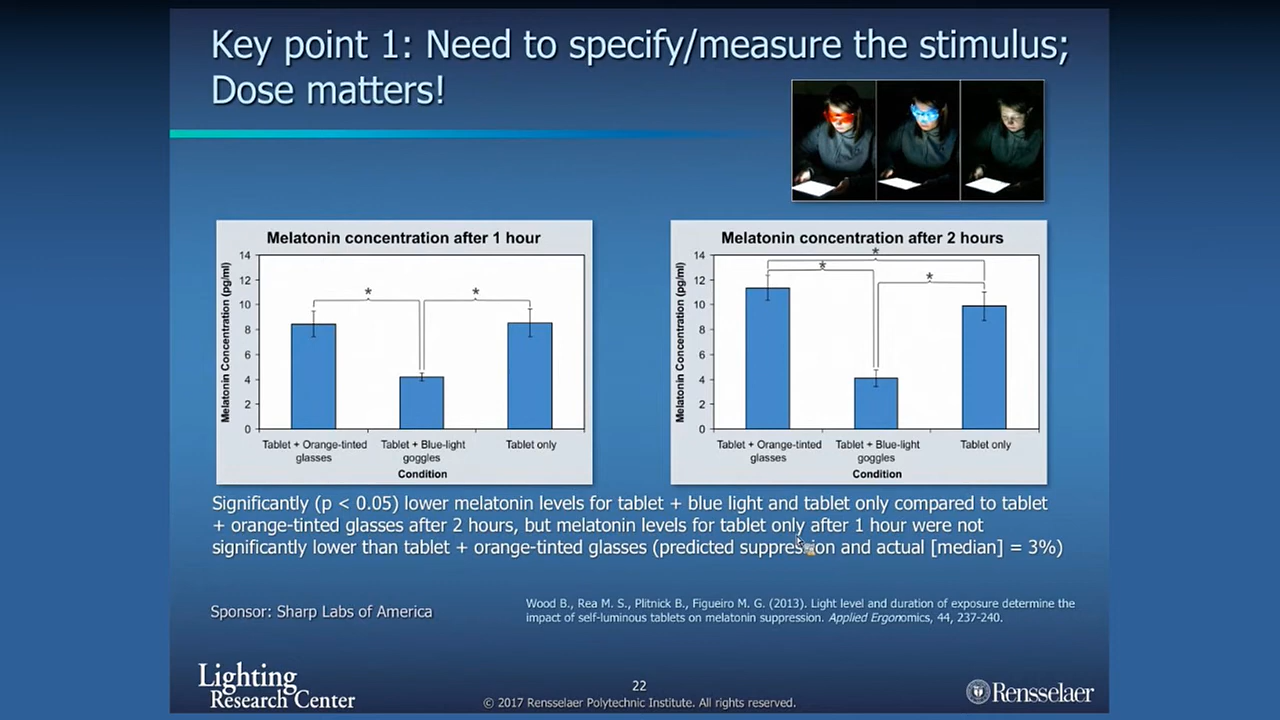 Key point 1: Need to specify/measure the stimulus;
Dose matters!
Melatonin concentration after 1 hour
Melatonin Concentration (pg/ml)
14
12
10
8
6
4
2
0
* *
Tablet + Orange-tinted glasses
Tablet + Blue-light goggles
Tablet only
Condition
Melatonin concentration after 2 hours
Melatonin Concentration (pg/ml)
14
12
10
8
6
4
2
0
*
* *
Tablet + Orange-tinted glasses
Tablet + Blue-light goggles
Tablet only
Condition
Significantly (p < 0.05) lower melatonin levels for tablet + blue light and tablet only compared to tablet
+ orange-tinted glasses after 2 hours, but melatonin levels for tablet only after 1 hour were not
significantly lower than tablet + orange-tinted glasses (predicted suppression and actual [median] = 3%)
Sponsor: Sharp Labs of America
Wood B., Rea M. S., Plitnick B., Figueiro M. G. (2013). Light level and duration of exposure determine the
impact of self-luminous tablets on melatonin suppression. Applied Ergonomics, 44, 237-240.
Lighting
Research Center
22
© 2017 Rensselaer Polytechnic Institute. All rights reserved.
Rensselaer